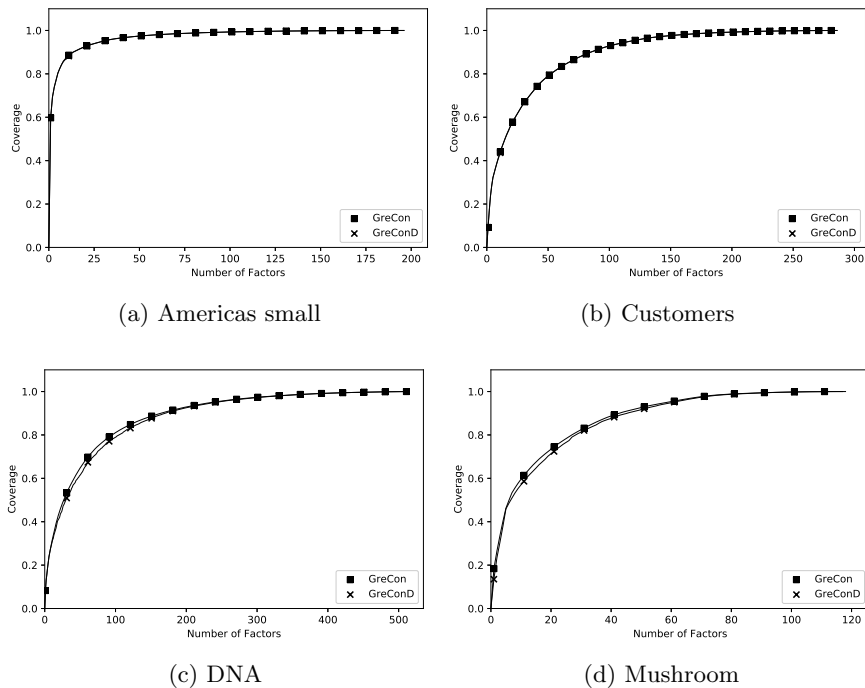 1.0
0.8
0.6
0.4
0.2
0.0
Coverage
0 25 50 75 100 125 150 175 200
Number of Factors
GreCon
GreConD
(a) Americas small
1.0
0.8
0.6
0.4
0.2
0.0
Coverage
0 50 100 150 200 250 300
Number of Factors
GreCon
GreConD
(b) Customers
1.0
0.8
0.6
0.4
0.2
0.0
Coverage
0 100 200 300 400 500
Number of Factors
GreCon
GreConD
(c) DNA
1.0
0.8
0.6
0.4
0.2
0.0
Coverage
0 20 40 60 80 100 120
Number of Factors
GreCon
GreConD
(d) Mushroom